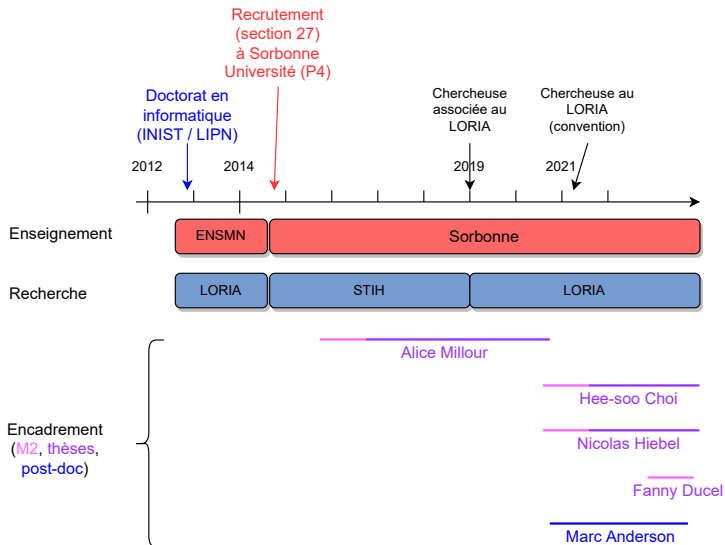 Recrutement
(section 27)
à Sorbonne
Université (P4)
Doctorat en
informatique
(INIST / LIPN)
Chercheuse
associée au
LORIA
Chercheuse au
LORIA
(convention)
2012
2014
2019
2021
Enseignement
ENSMN
Sorbonne
Recherche
LORIA
STIH
LORIA
Alice Millour
Hee-soo Choi
Encadrement
(M2, thèses,
post-doc)
Nicolas Hiebel
Fanny Ducel
Marc Anderson